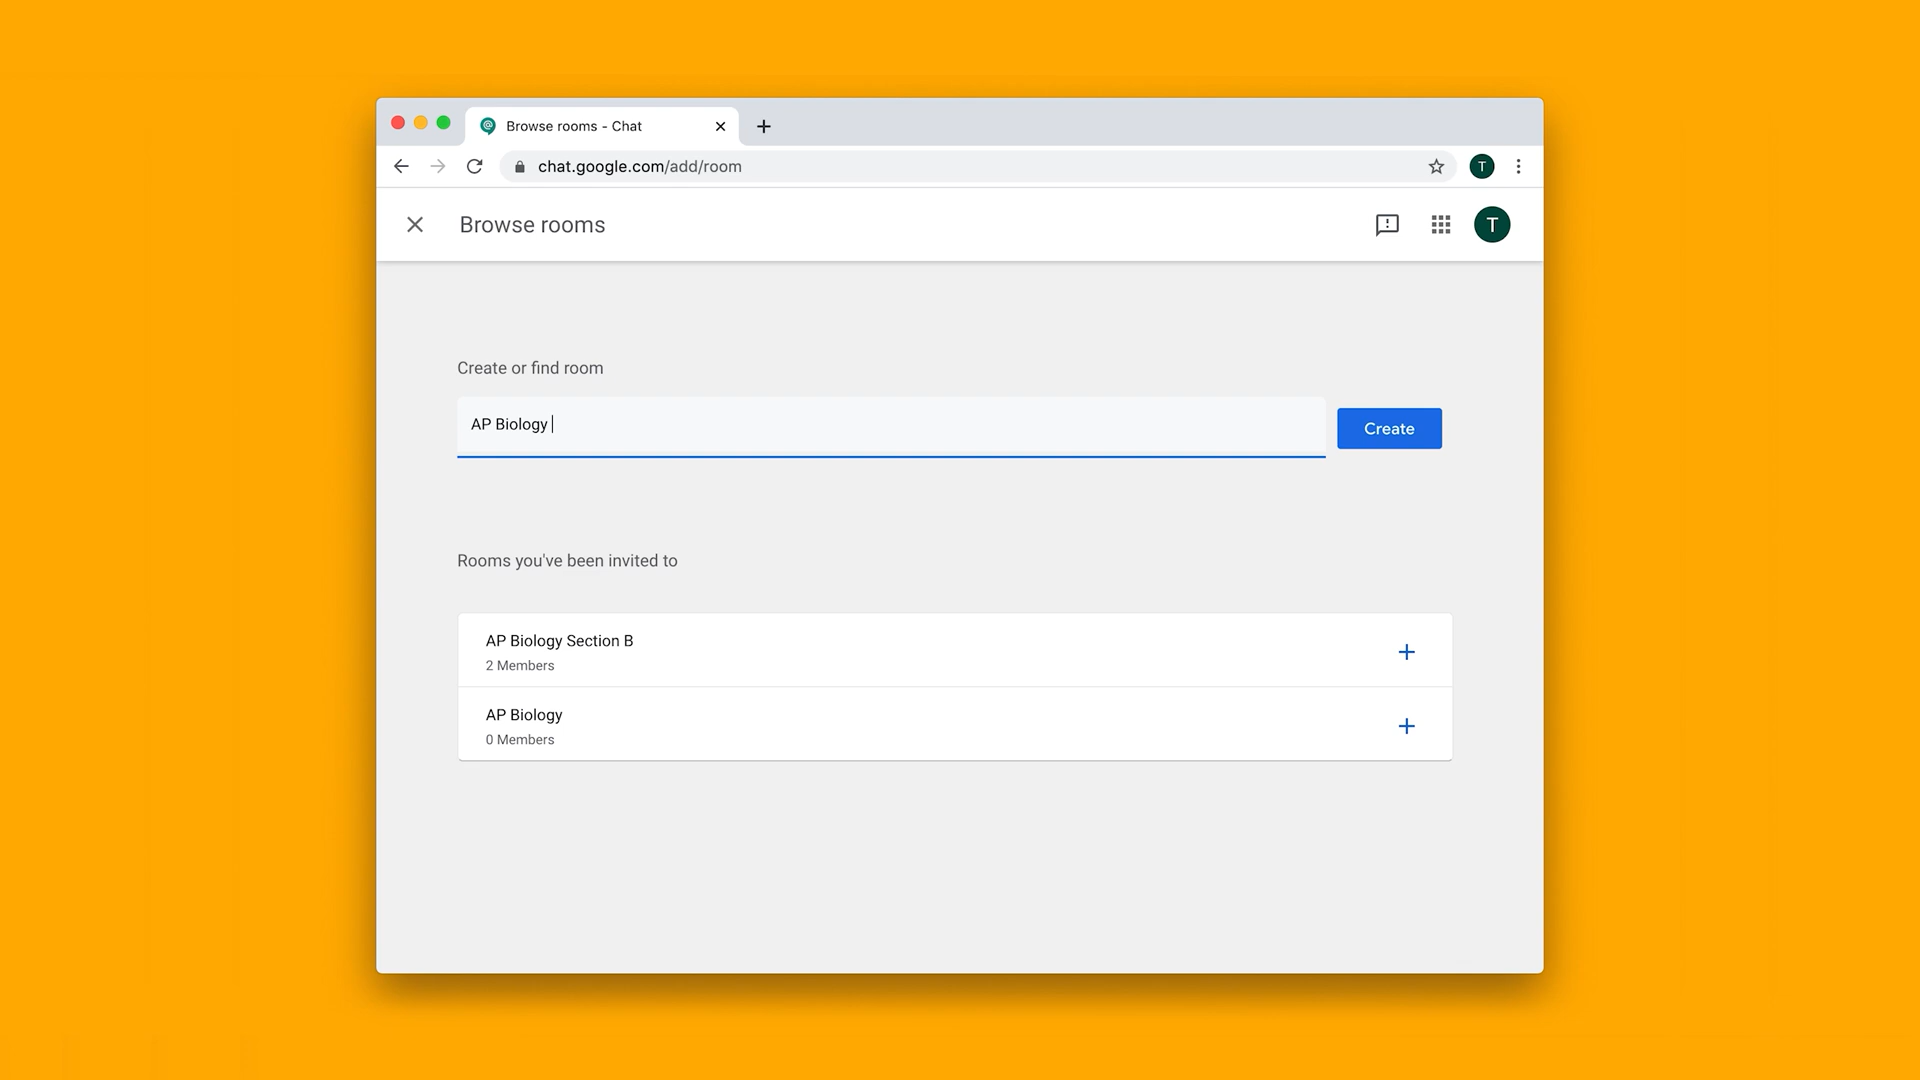 Browse rooms - Chat
chat.google.com/add/room
T
Browse rooms
T
Create or find room
AP Biology
Create
Rooms you've been invited to
AP Biology Section B
2 Members
AP Biology
0 Members